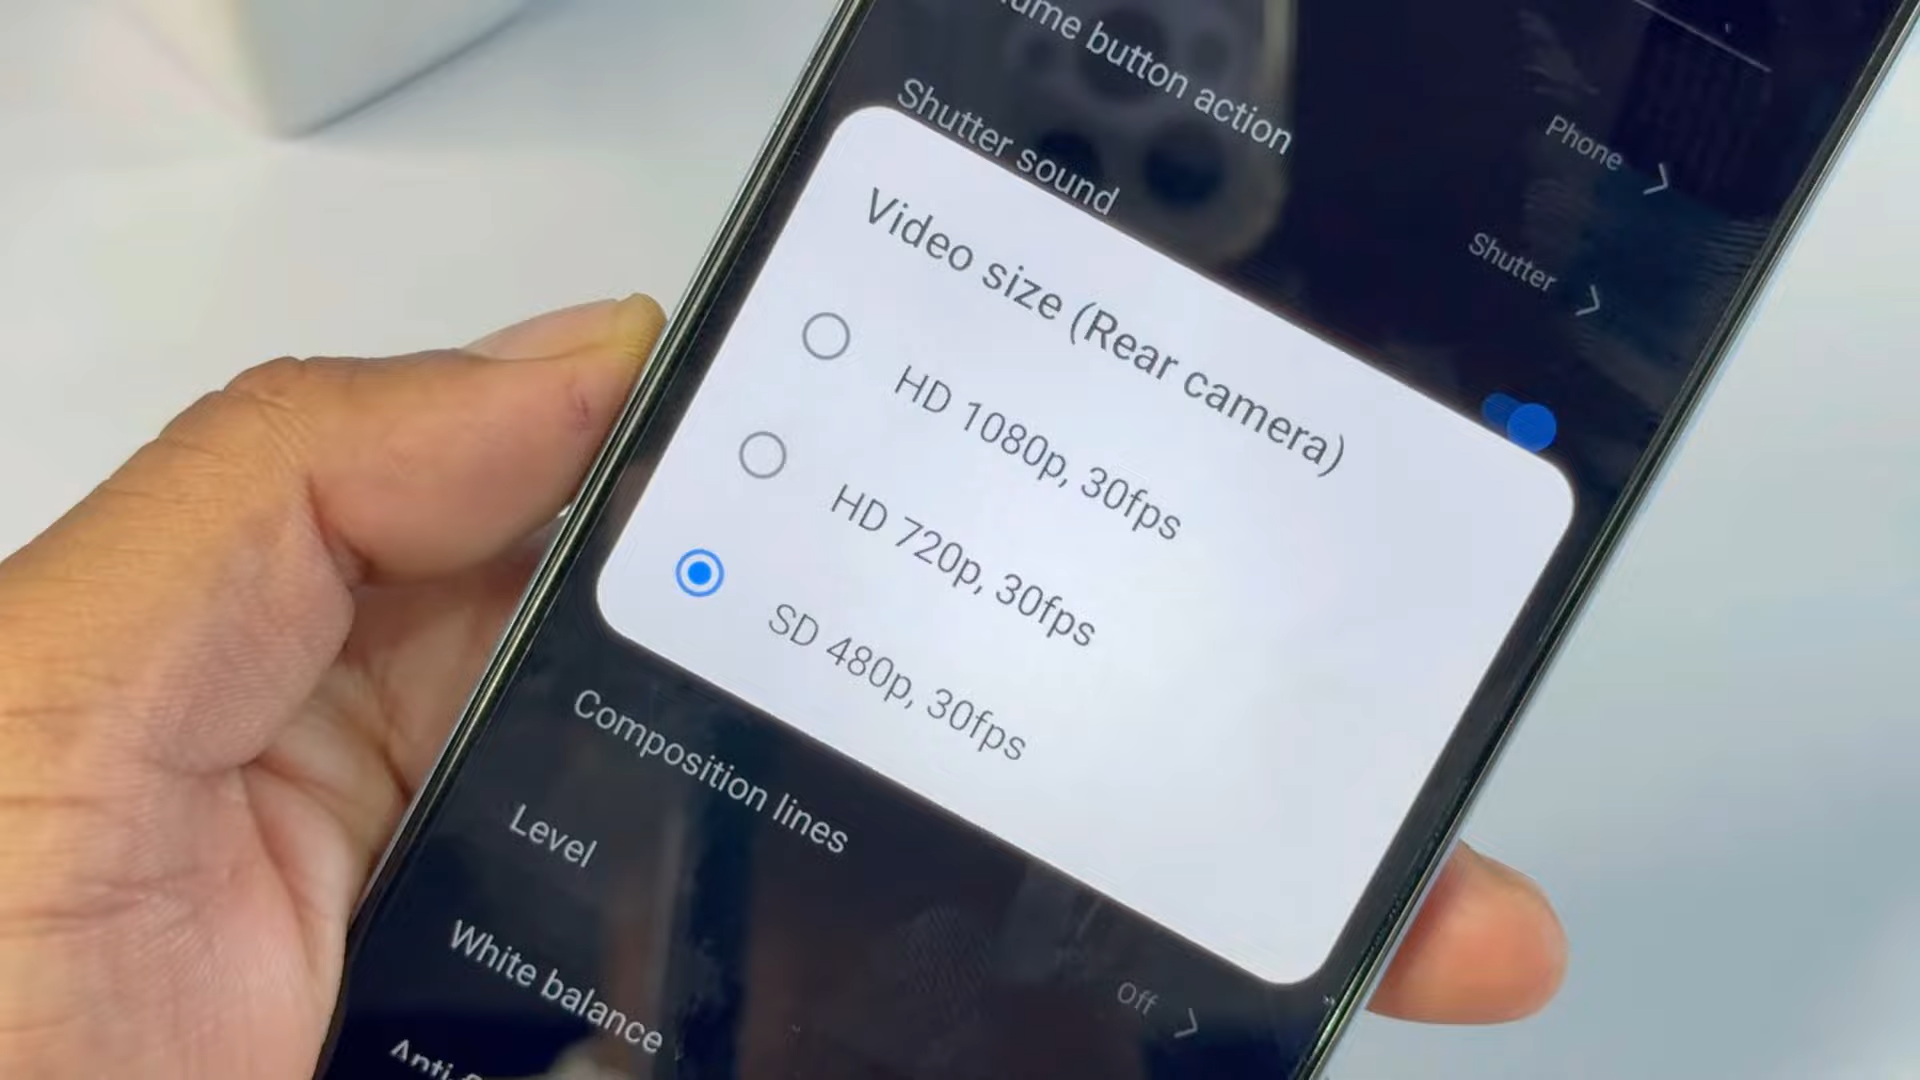 button action
Phone
Shutter sound
Shutter
Video size (Rear camera)
HD 1080p, 30fps
HD 720p, 30fps
SD 480p, 30fps
Composition lines
Level
White balance
Off